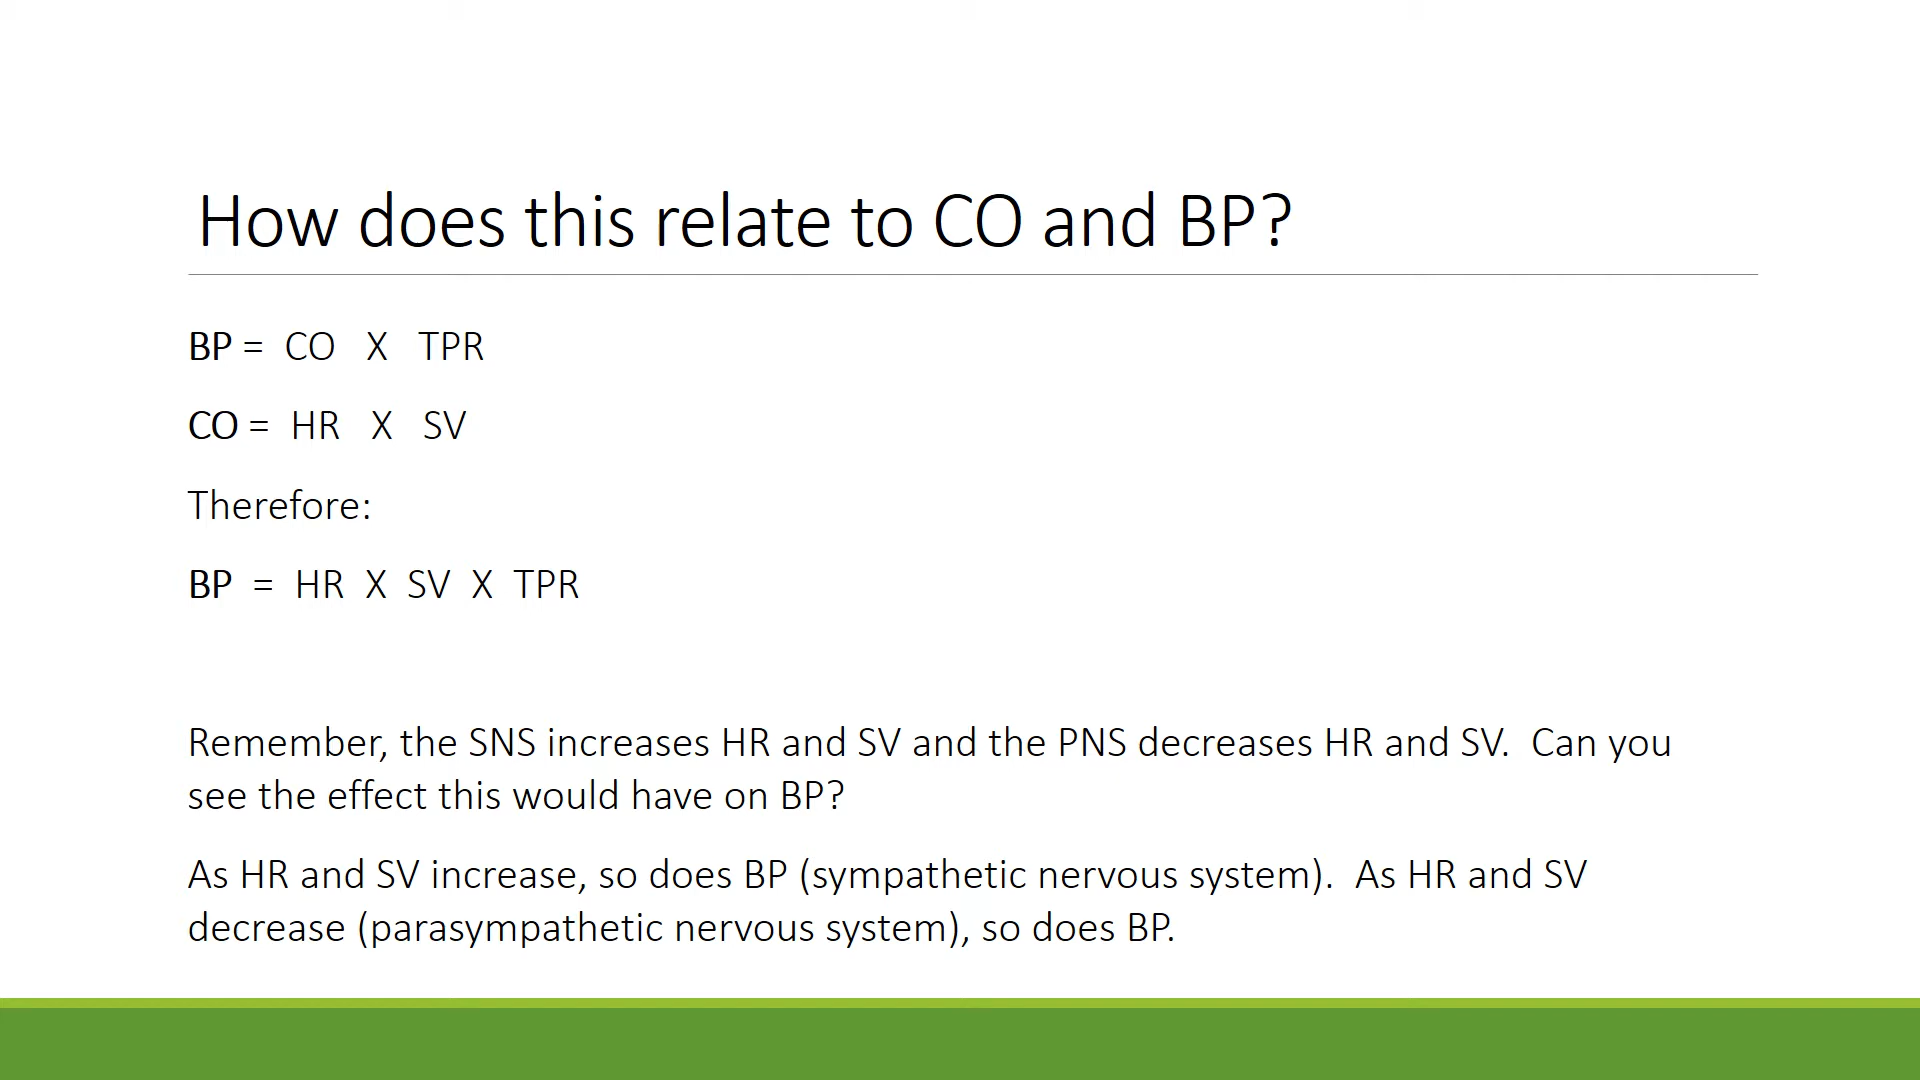 How does this relate to CO and BP?
BP = CO X TPR
CO = HR X SV
Therefore:
BP = HR X SV X TPR
Remember, the SNS increases HR and SV and the PNS decreases HR and SV. Can you
see the effect this would have on BP?
As HR and SV increase, so does BP (sympathetic nervous system). As HR and SV
decrease (parasympathetic nervous system), so does BP.